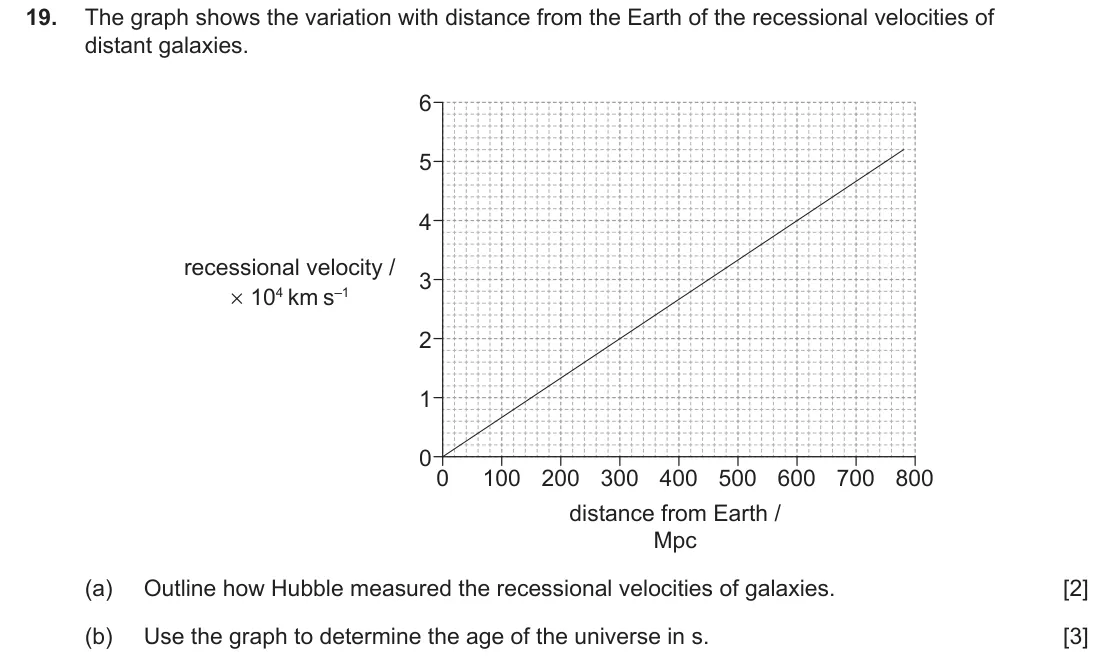 19. The graph shows the variation with distance from the Earth of the recessional velocities of
distant galaxies.
6
5
4
recessional velocity /
× 10⁴ km s⁻¹
3
2
1
0
0 100 200 300 400 500 600 700 800
distance from Earth /
Mpc
(a) Outline how Hubble measured the recessional velocities of galaxies. [2]
(b) Use the graph to determine the age of the universe in s. [3]